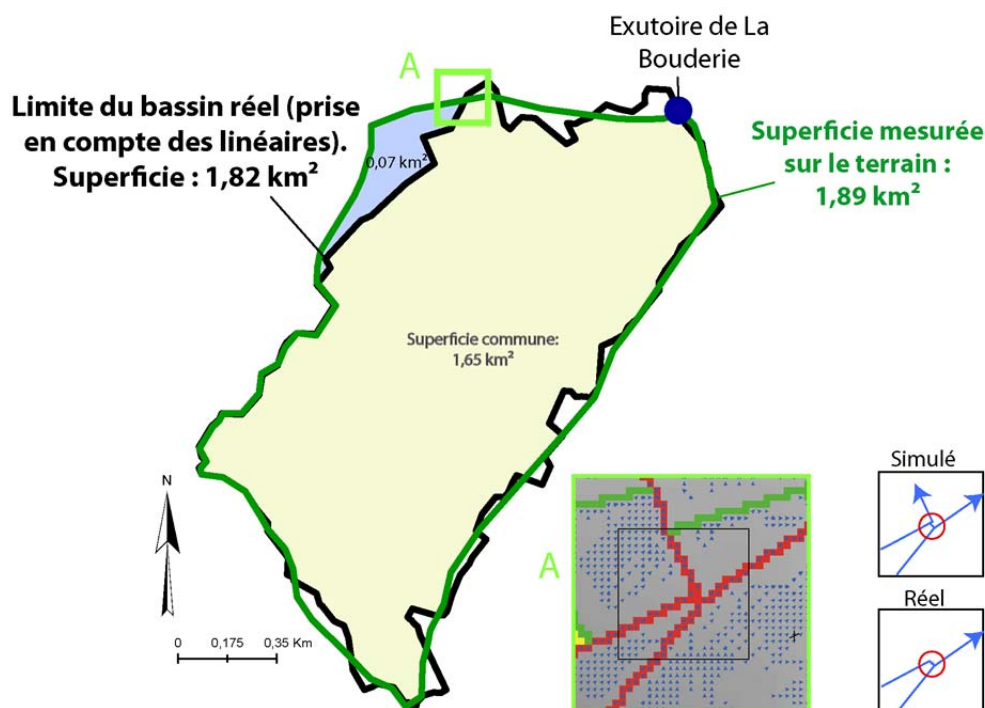 Exutoire de La
Bouderie
A
Limite du bassin réel (prise
en compte des linéaires).
Superficie : 1,82 km²
0,07 km²
Superficie mesurée
sur le terrain :
1,89 km²
Superficie commune:
1,65 km²
N
0 0,175 0,35 Km
A
Simulé
Réel